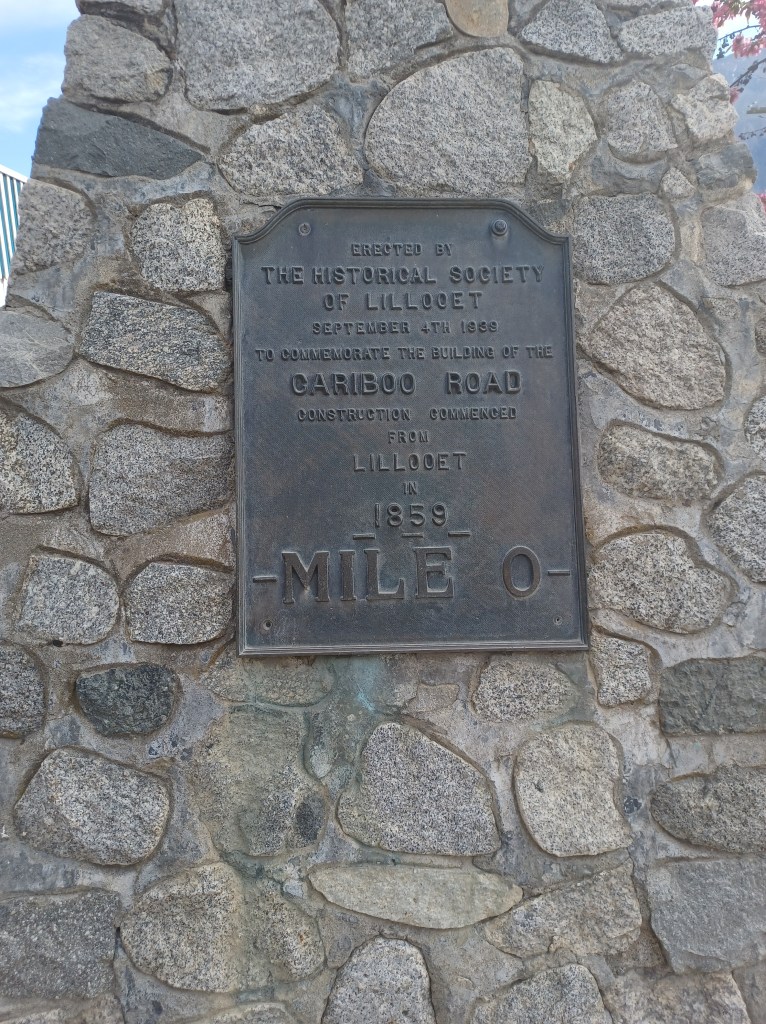 ERECTED BY
THE HISTORICAL SOCIETY
OF LILLOOET
SEPTEMBER 4TH 1939
TO COMMEMORATE THE BUILDING OF THE
CARIBOO ROAD
CONSTRUCTION COMMENCED
FROM
LILLOOET
IN
1859
-MILE 0-